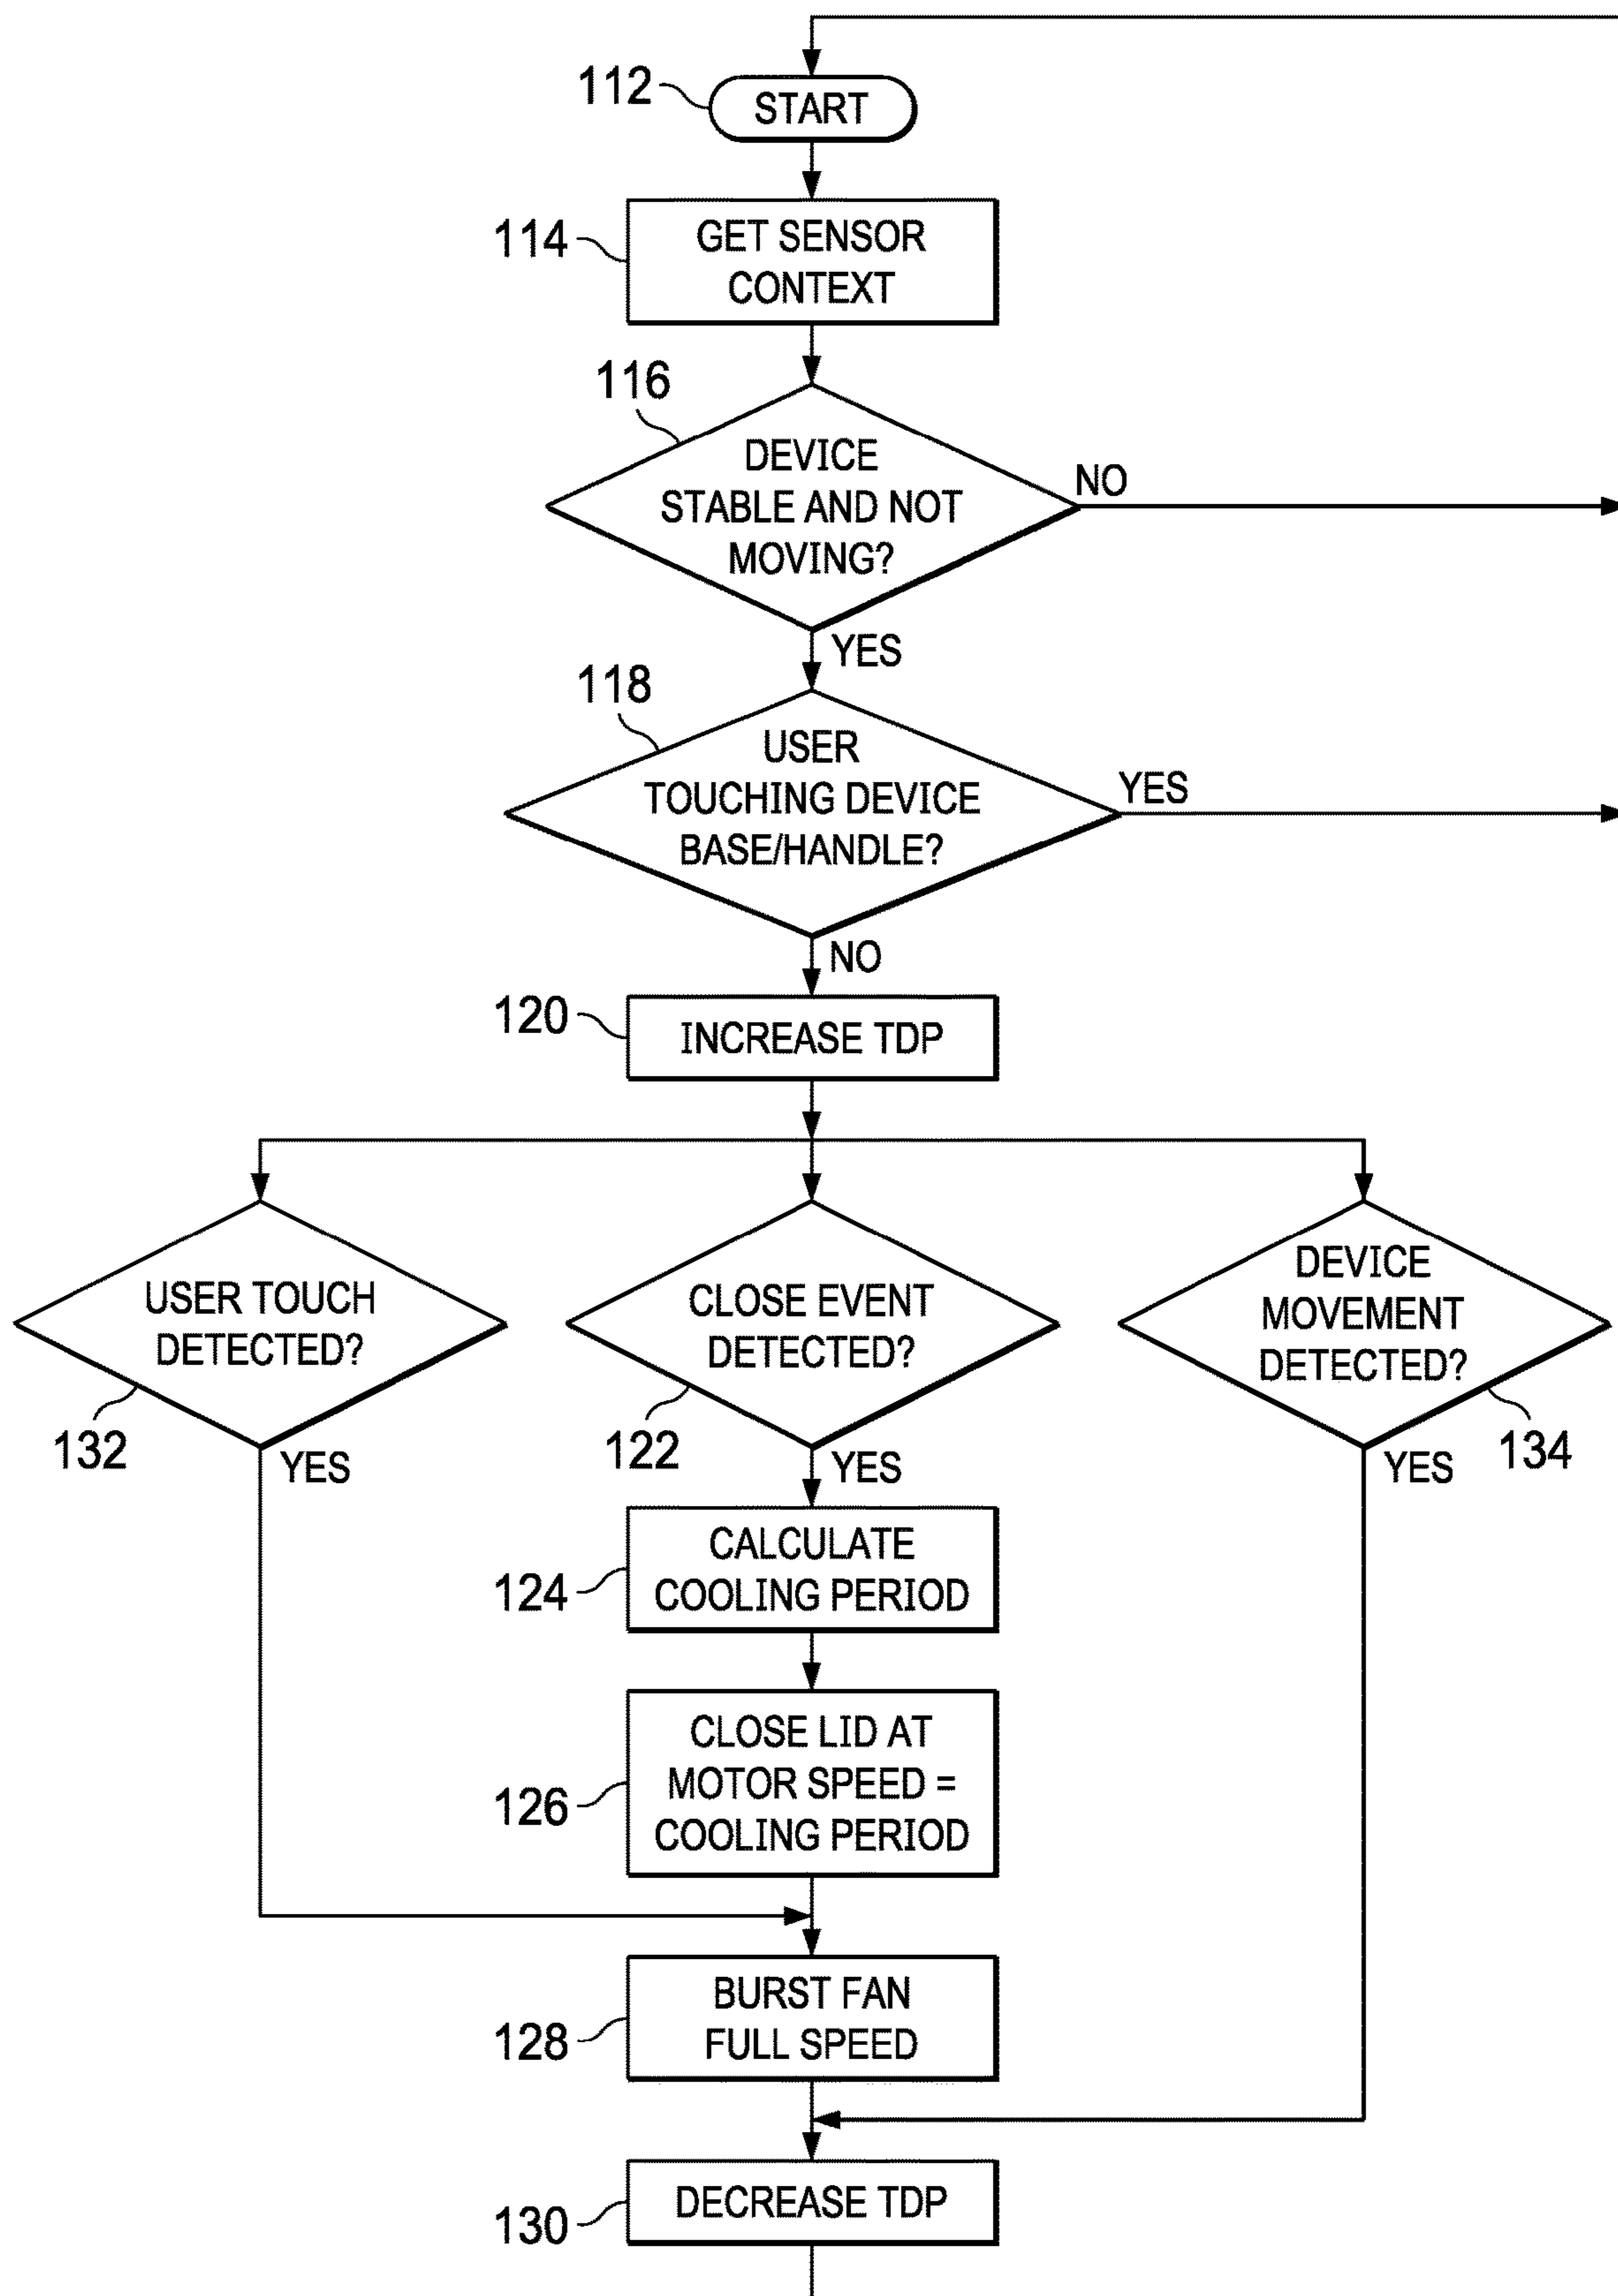 112
START
114
GET SENSOR
CONTEXT
116
DEVICE
STABLE AND NOT
MOVING?
NO
YES
118
USER
TOUCHING DEVICE
BASE/HANDLE?
YES
NO
120
INCREASE TDP
USER TOUCH
DETECTED?
132
YES
CLOSE EVENT
DETECTED?
122
YES
DEVICE
MOVEMENT
DETECTED?
134
YES
124
CALCULATE
COOLING PERIOD
126
CLOSE LID AT
MOTOR SPEED =
COOLING PERIOD
128
BURST FAN
FULL SPEED
130
DECREASE TDP